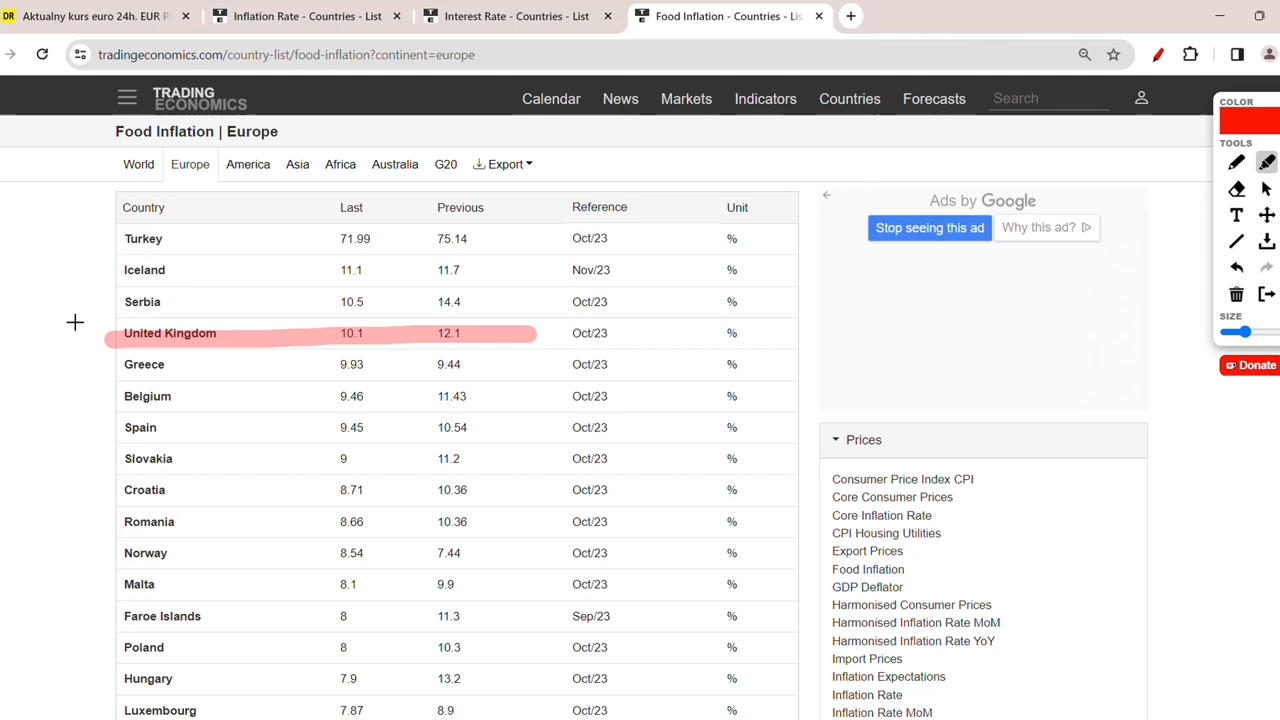 DR Aktualny kurs euro 24h. EUR P
Inflation Rate - Countries - List
Interest Rate - Countries - List
Food Inflation - Countries - Lis
tradingeconomics.com/country-list/food-inflation?continent=europe
TRADING ECONOMICS
Calendar News Markets Indicators Countries Forecasts Search
Food Inflation | Europe
World Europe America Asia Africa Australia G20 Export
Country Last Previous Reference Unit
Turkey 71.99 75.14 Oct/23 %
Iceland 11.1 11.7 Nov/23 %
Serbia 10.5 14.4 Oct/23 %
United Kingdom 10.1 12.1 Oct/23 %
Greece 9.93 9.44 Oct/23 %
Belgium 9.46 11.43 Oct/23 %
Spain 9.45 10.54 Oct/23 %
Slovakia 9 11.2 Oct/23 %
Croatia 8.71 10.36 Oct/23 %
Romania 8.66 10.36 Oct/23 %
Norway 8.54 7.44 Oct/23 %
Malta 8.1 9.9 Oct/23 %
Faroe Islands 8 11.3 Sep/23 %
Poland 8 10.3 Oct/23 %
Hungary 7.9 13.2 Oct/23 %
Luxembourg 7.87 8.9 Oct/23 %
Ads by Google
Stop seeing this ad Why this ad?
Prices
Consumer Price Index CPI
Core Consumer Prices
Core Inflation Rate
CPI Housing Utilities
Export Prices
Food Inflation
GDP Deflator
Harmonised Consumer Prices
Harmonised Inflation Rate MoM
Harmonised Inflation Rate YoY
Import Prices
Inflation Expectations
Inflation Rate
Inflation Rate MoM
COLOR
TOOLS
T
SIZE
Donate